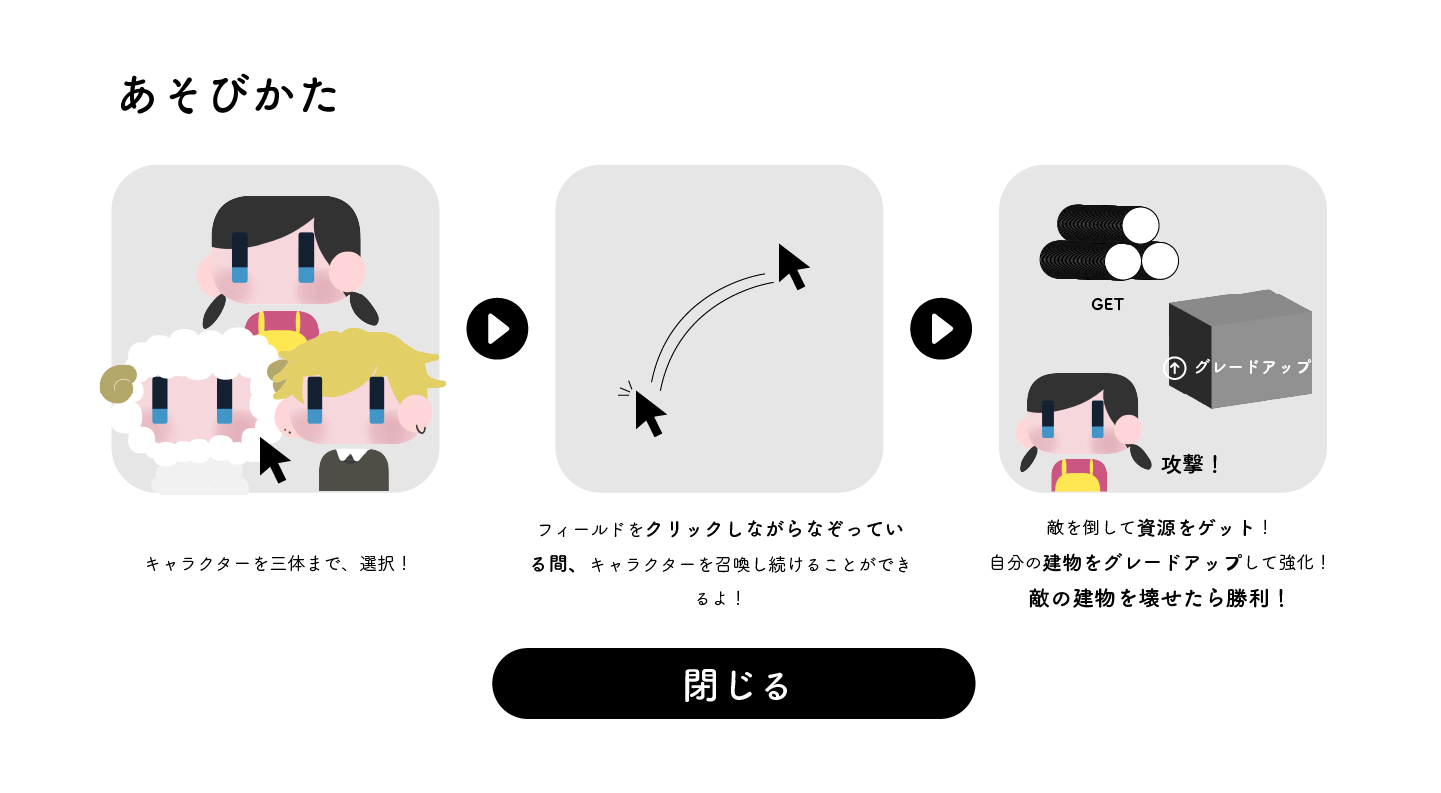 あそびかた
GET
グレードアップ
攻撃！
キャラクターを三体まで、選択！
フィールドをクリックしながらなぞってい
る間、キャラクターを召喚し続けることができ
るよ！
敵を倒して資源をゲット！
自分の建物をグレードアップして強化！
敵の建物を壊せたら勝利！
閉じる